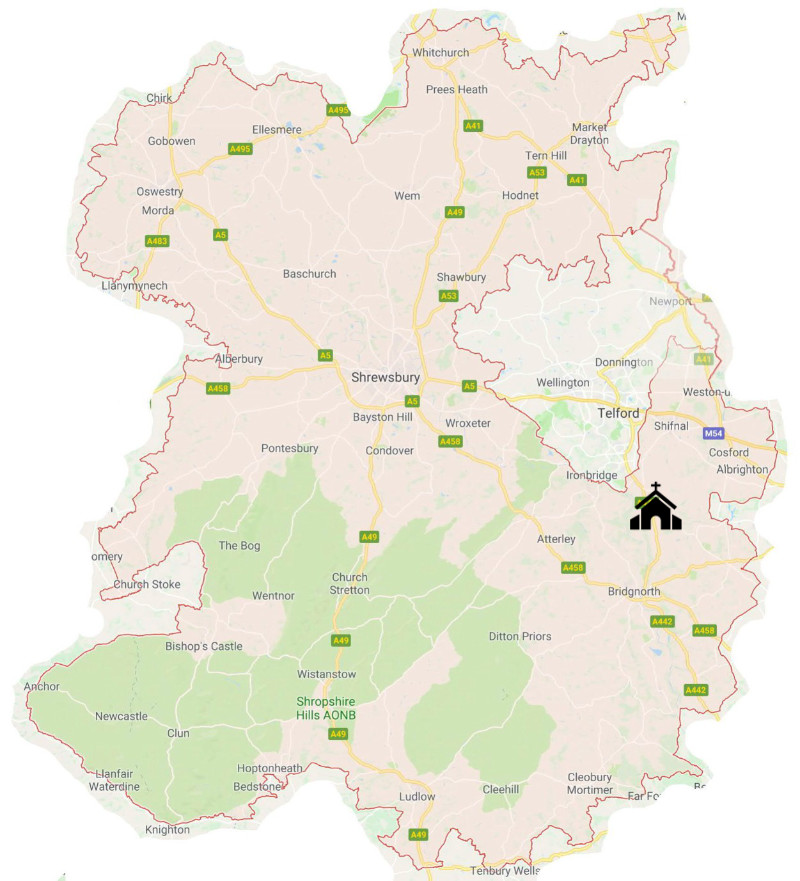 M
Whitchurch
Prees Heath
Chirk
A495
Ellesmere
A41
Market
Drayton
Gobowen
A495
Tern Hill
A53
A41
Oswestry
Wem
Hodnet
Morda
A49
A5
A483
Baschurch
Shawbury
Llanymynech
A53
Newport
Alberbury
A5
Donnington
A41
Shrewsbury
Wellington
A458
A5
Weston-u
A5
Telford
Bayston Hill
Wroxeter
Shifnal
M54
A458
Pontesbury
Condover
Cosford
Albrighton
Ironbridge
A49
Atterley
The Bog
omery
A458
Church Stoke
Church
Stretton
Wentnor
Bridgnorth
A442
A458
Bishop's Castle
A49
Ditton Priors
Wistanstow
Anchor
A442
Shropshire
Hills AONB
Newcastle
Clun
A49
Llanfair
Waterdine
Hoptonheath
Bedstone
Cleobury
Mortimer
Ludlow
Cleehill
Far Fo
Knighton
A49
Tenbury Wells